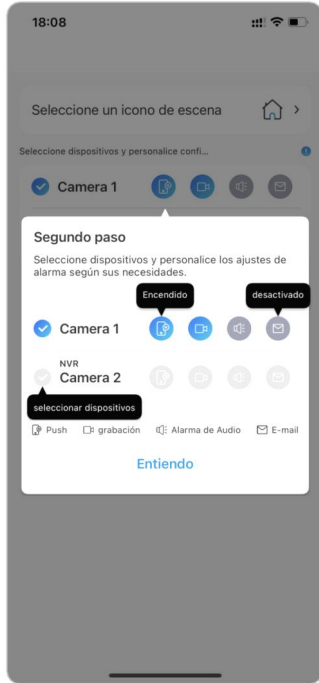 18:08
Seleccione un icono de escena
Seleccione dispositivos y personalice confi...
Camera 1
Segundo paso
Seleccione dispositivos y personalice los ajustes de
alarma según sus necesidades.
Encendido desactivado
Camera 1
NVR
Camera 2
seleccionar dispositivos
Push grabación Alarma de Audio E-mail
Entiendo